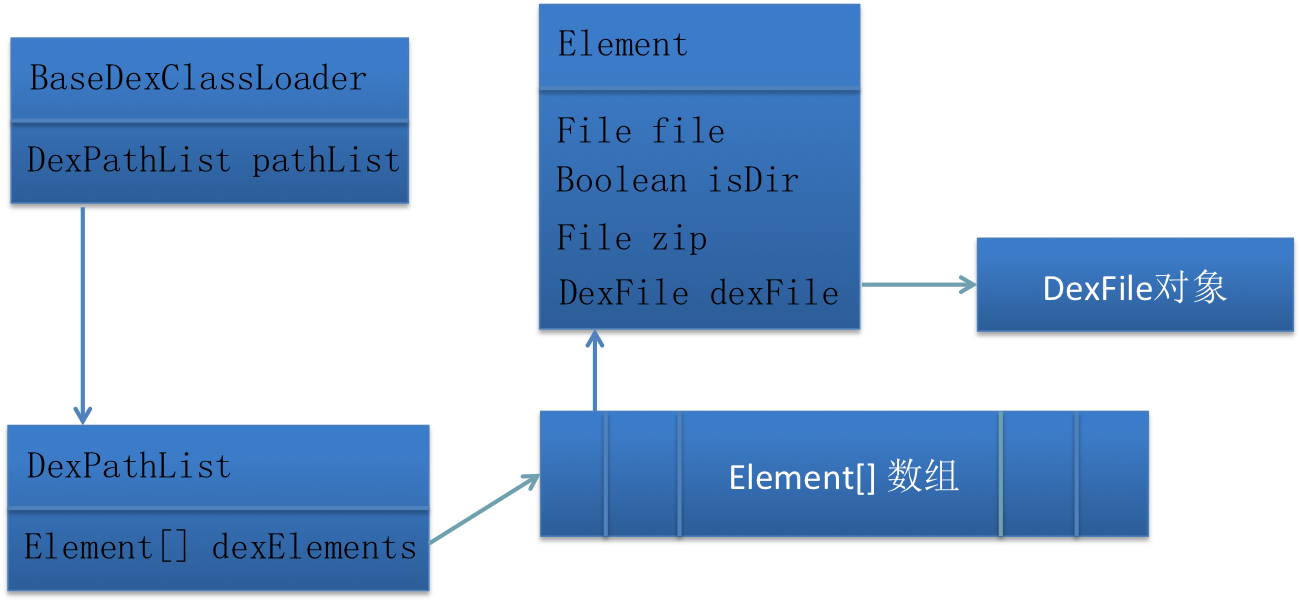 BaseDexClassLoader
DexPathList pathList
DexPathList
Element[] dexElements
Element
File file
Boolean isDir
File zip
DexFile dexFile
Element[] 数组
DexFile对象